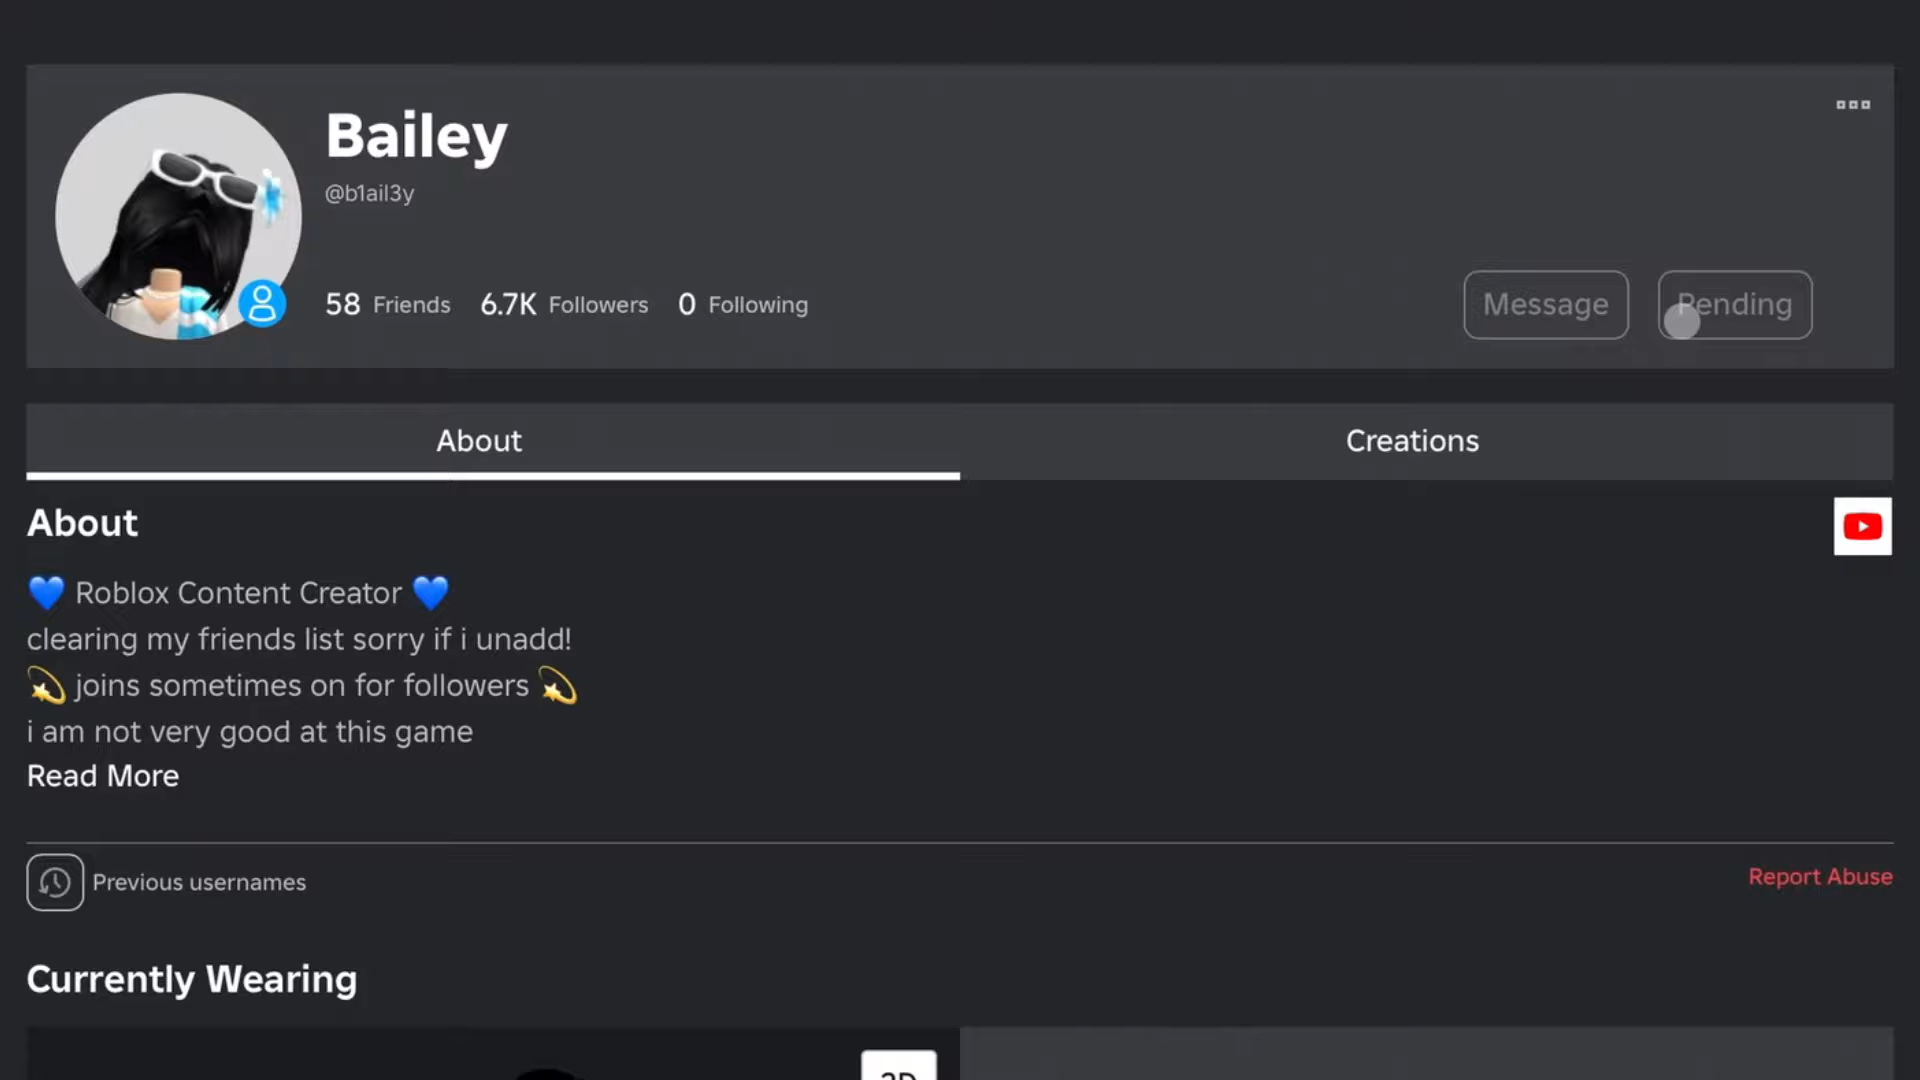 Bailey
@b1ail3y
58 Friends 6.7K Followers 0 Following
Message Pending
About Creations
About
💙 Roblox Content Creator 💙
clearing my friends list sorry if i unadd!
💫 joins sometimes on for followers 💫
i am not very good at this game
Read More
Previous usernames
Report Abuse
Currently Wearing